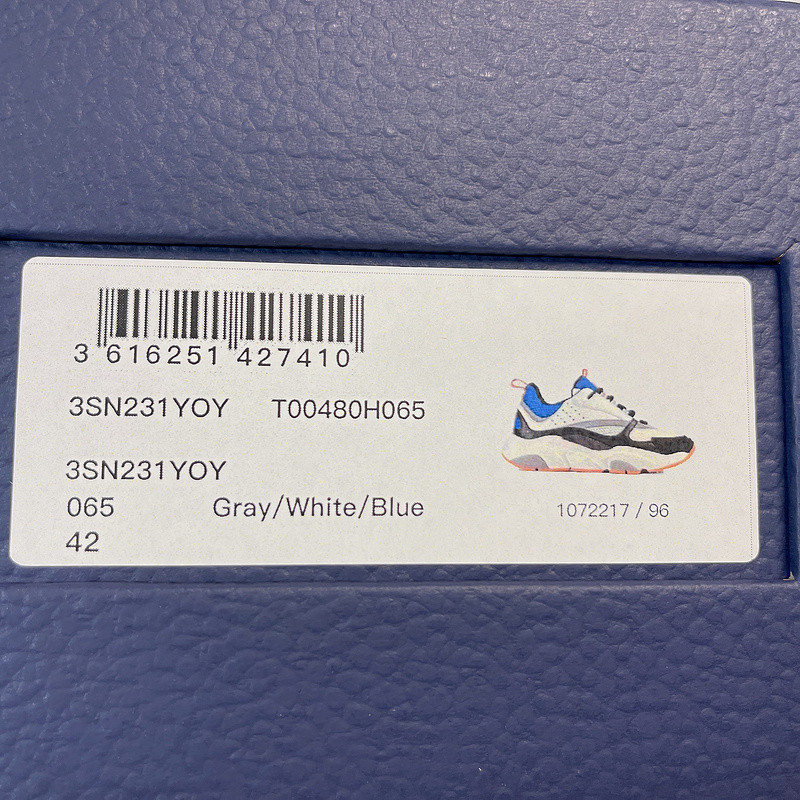 3 616251 427410
3SN231YOY T00480H065
3SN231YOY
065 Gray/White/Blue
42
1072217 / 96